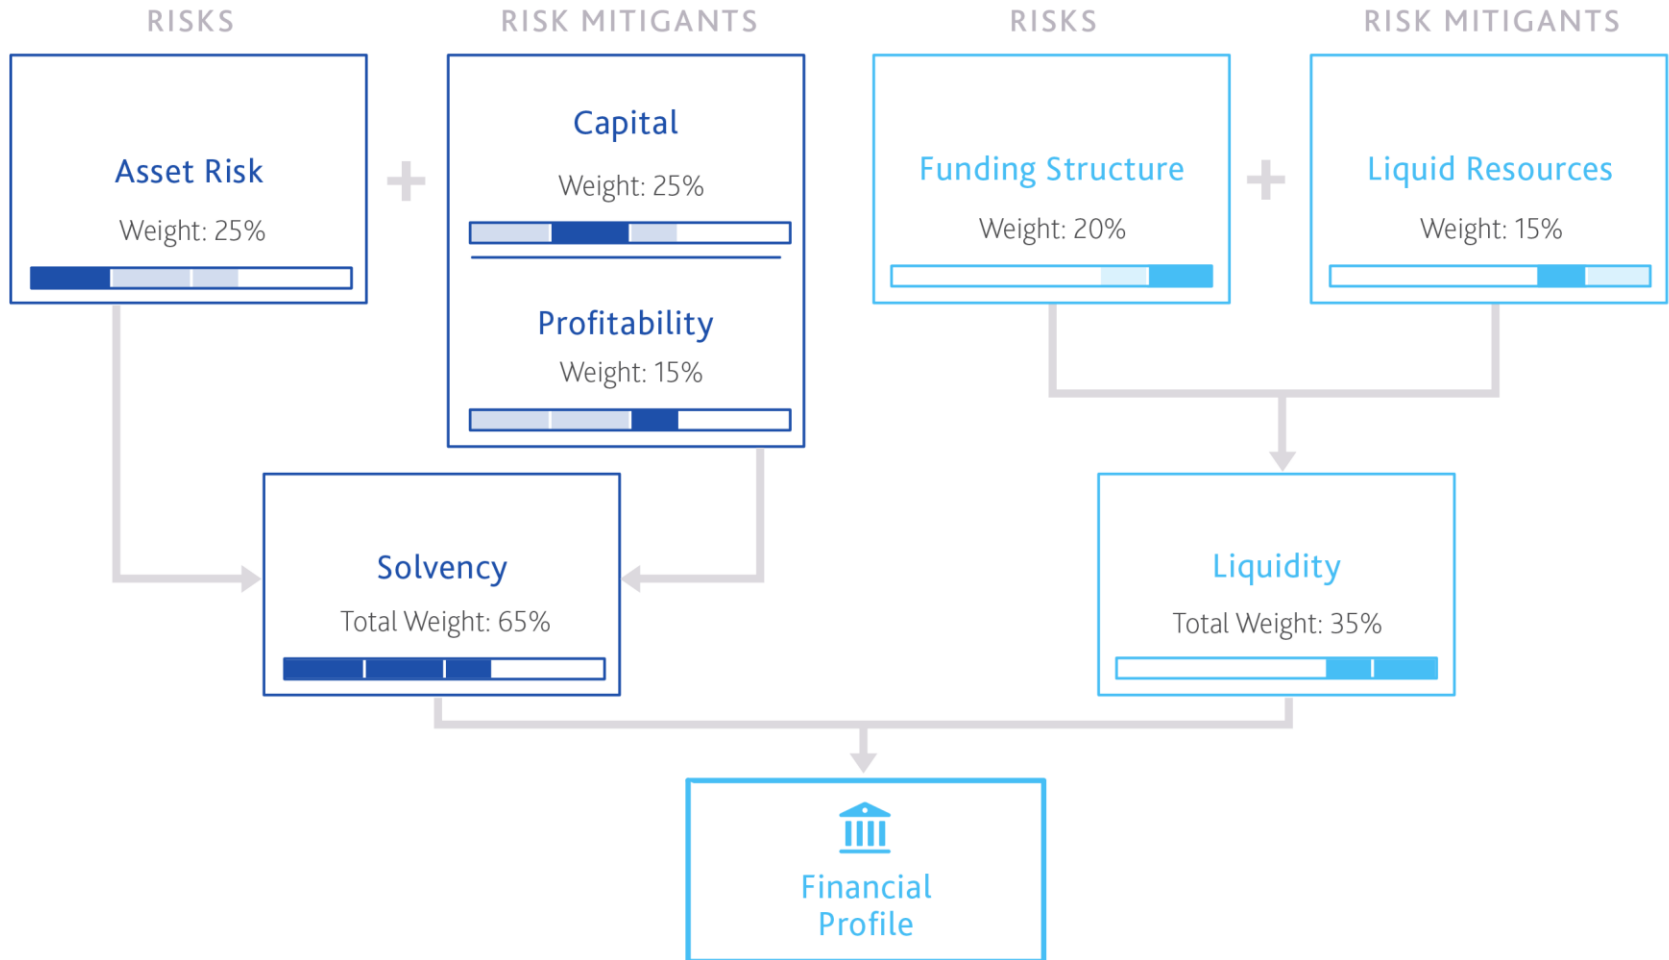 RISKS
RISK MITIGANTS
RISKS
RISK MITIGANTS
Asset Risk
Weight: 25%
Capital
Weight: 25%
Profitability
Weight: 15%
Funding Structure
Weight: 20%
Liquid Resources
Weight: 15%
Solvency
Total Weight: 65%
Liquidity
Total Weight: 35%
Financial
Profile